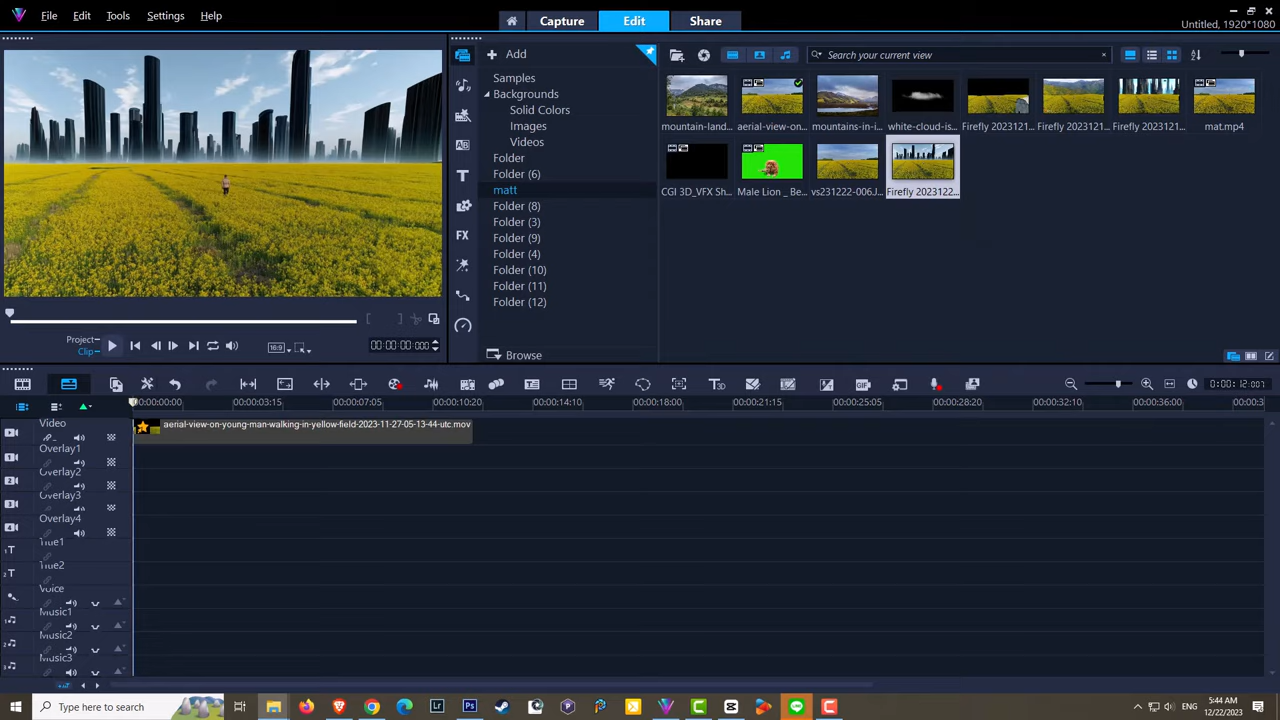 File Edit Tools Settings Help
Capture Edit Share
Untitled, 1920*1080
Add
Samples
Backgrounds
Solid Colors
Images
Videos
Folder
Folder (6)
matt
Folder (8)
Folder (3)
Folder (9)
Folder (4)
Folder (10)
Folder (11)
Folder (12)
Browse
Search your current view
mountain-land... aerial-view-on... mountains-in-i... white-cloud-is... Firefly 2023121... Firefly 2023121... Firefly 2023121... mat.mp4
CGI 3D_VFX Sh... Male Lion _ Be... vs231222-006.J... Firefly 2023122...
Project
Clip
16:9
00:00:00:000
GIF
0:00:12:001
00:00:00:00 00:00:03:15 00:00:07:05 00:00:10:20 00:00:14:10 00:00:18:00 00:00:21:15 00:00:25:05 00:00:28:20 00:00:32:10 00:00:36:00 00:00:3
Video
aerial-view-on-young-man-walking-in-yellow-field-2023-11-27-05-13-44-utc.mov
Overlay1
Overlay2
Overlay3
Overlay4
Title1
Title2
Voice
Music1
Music2
Music3
Type here to search
5:44 AM
12/22/2023